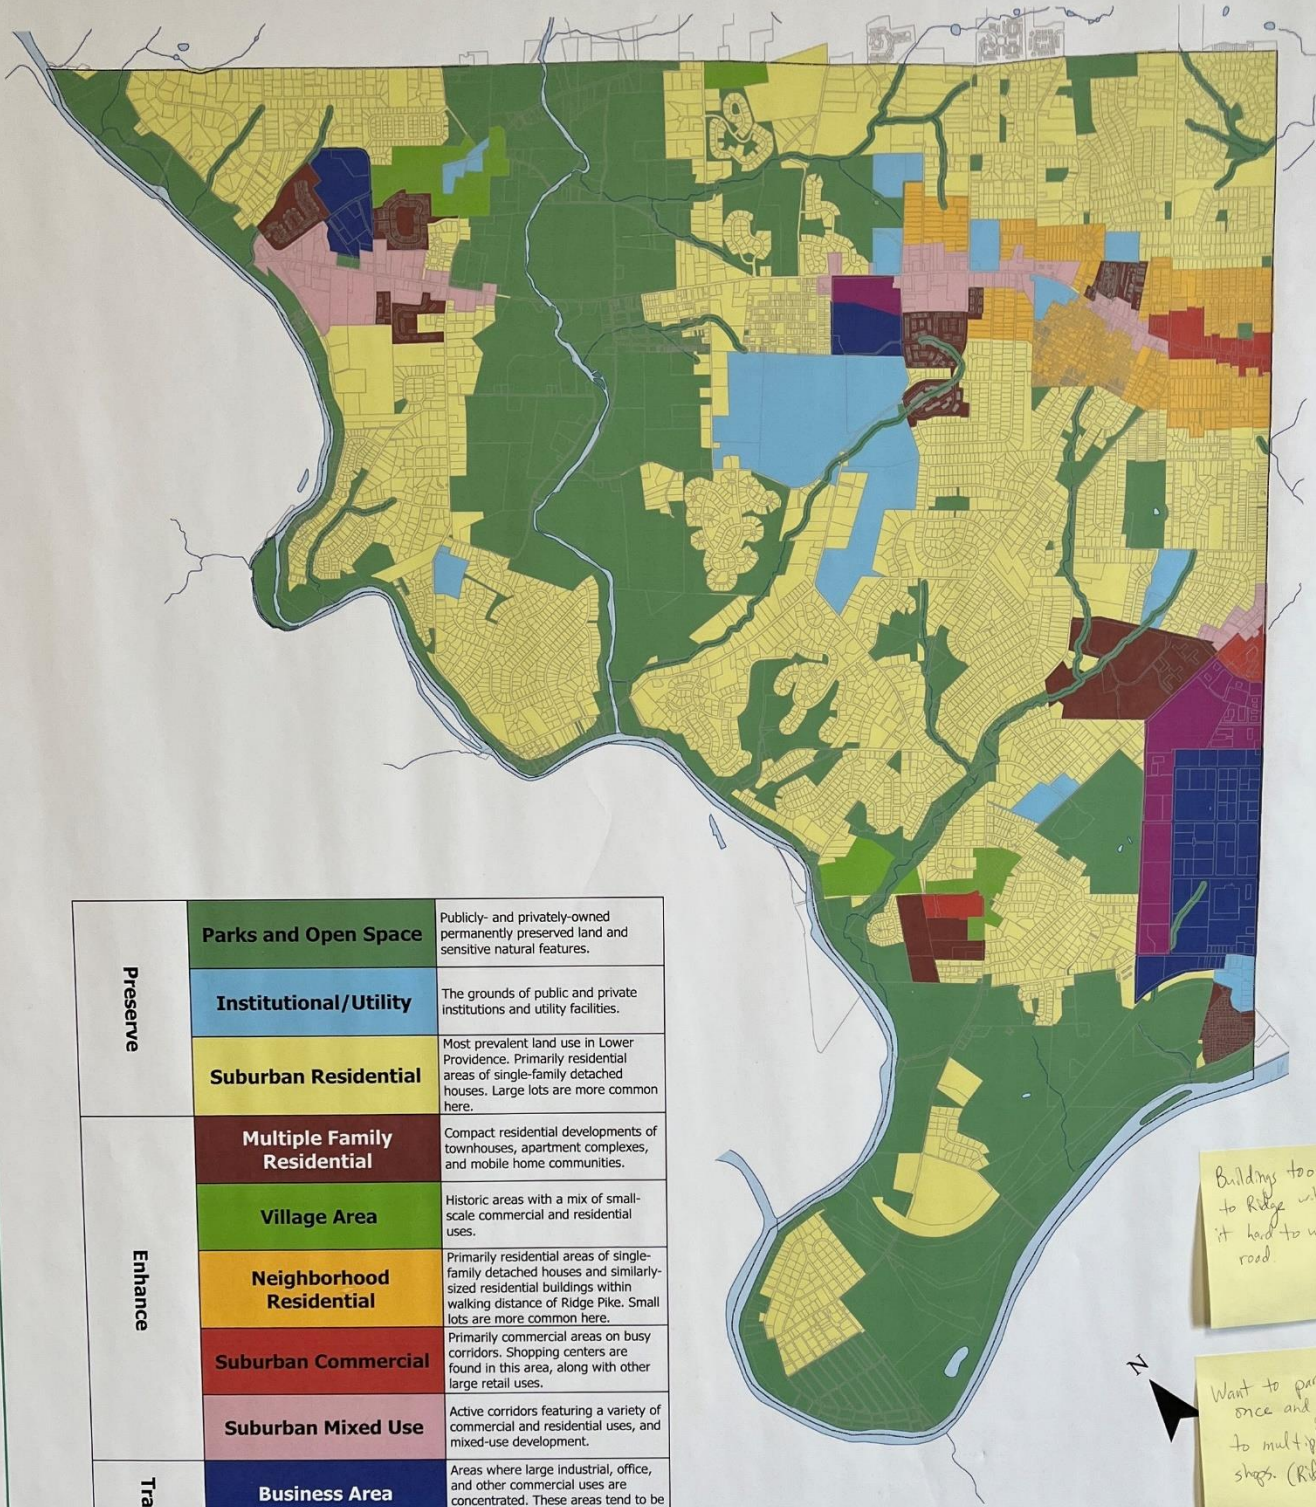 Preserve
Parks and Open Space
Publicly- and privately-owned
permanently preserved land and
sensitive natural features.
Institutional/Utility
The grounds of public and private
institutions and utility facilities.
Suburban Residential
Most prevalent land use in Lower
Providence. Primarily residential
areas of single-family detached
houses. Large lots are more common
here.
Enhance
Multiple Family
Residential
Compact residential developments of
townhouses, apartment complexes,
and mobile home communities.
Village Area
Historic areas with a mix of small-
scale commercial and residential
uses.
Neighborhood
Residential
Primarily residential areas of single-
family detached houses and similarly-
sized residential buildings within
walking distance of Ridge Pike. Small
lots are more common here.
Suburban Commercial
Primarily commercial areas on busy
corridors. Shopping centers are
found in this area, along with other
large retail uses.
Suburban Mixed Use
Active corridors featuring a variety of
commercial and residential uses, and
mixed-use development.
Tra
Business Area
Areas where large industrial, office,
and other commercial uses are
concentrated. These areas tend to be
N
Buildings too
to Ridge
it hard to
road.
Want to
once and
to
shops.